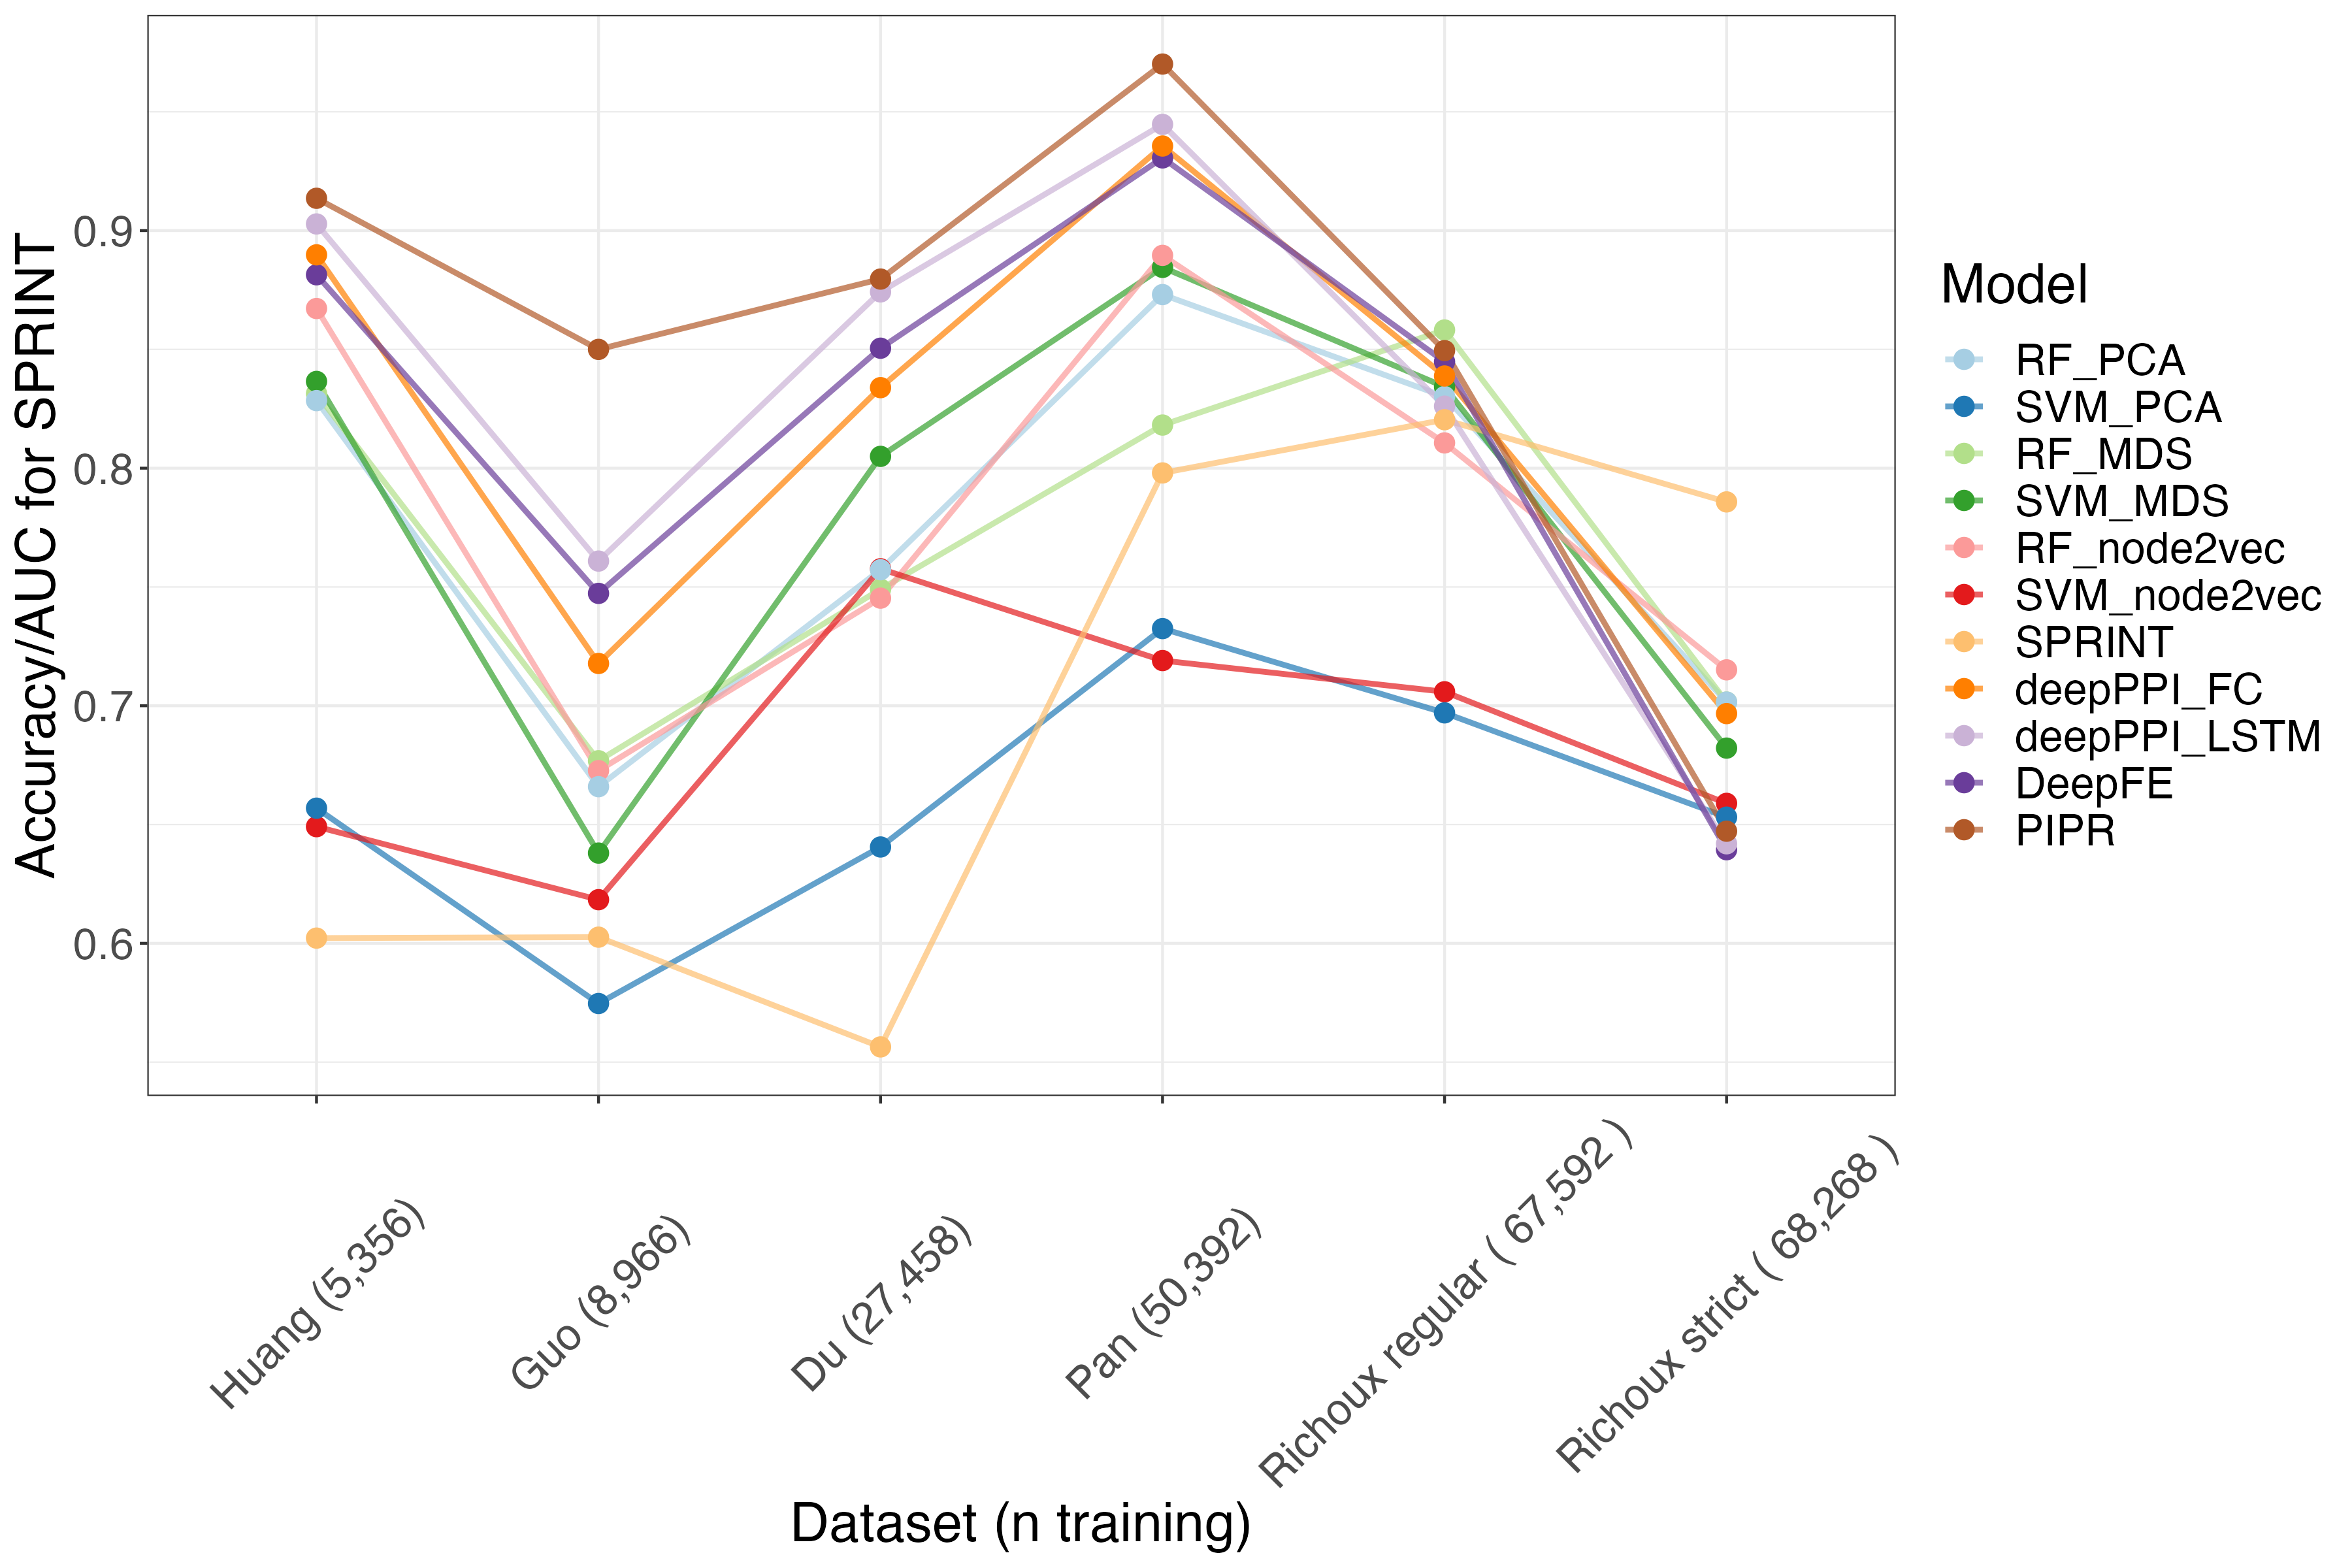 Accuracy/AUC for SPRINT
0.9
0.8
0.7
0.6
Huang (5,356)
Guo (8,966)
Du (27,458)
Pan (50,392)
Richoux regular ( 67,592 )
Richoux strict ( 68,268 )
Dataset (n training)
Model
RF_PCA
SVM_PCA
RF_MDS
SVM_MDS
RF_node2vec
SVM_node2vec
SPRINT
deepPPI_FC
deepPPI_LSTM
DeepFE
PIPR